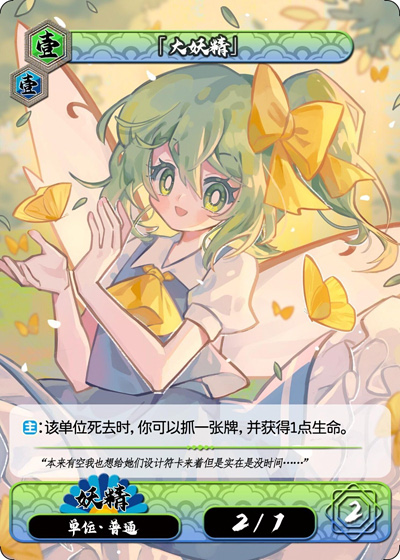 壹
「大妖精」
壹
主：该单位死去时，你可以抓一张牌，并获得1点生命。
“本来有空我也想给她们设计符卡来着但是实在是没时间……”
妖精
单位·普通
2/1
2